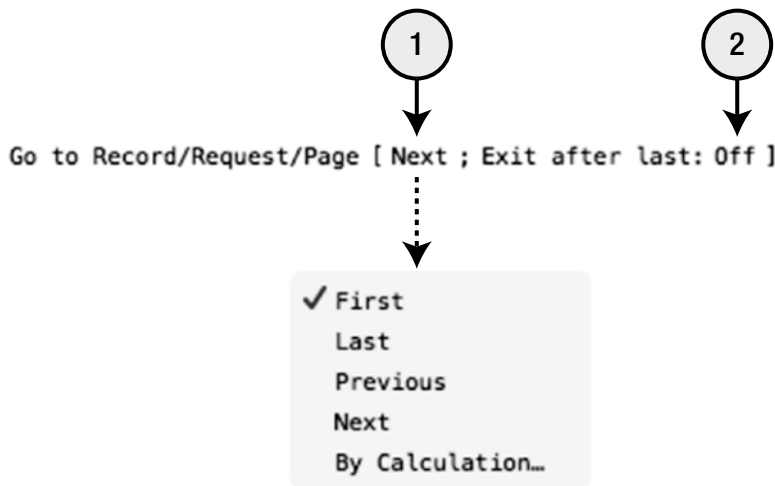 1 2
Go to Record/Request/Page [ Next ; Exit after last: Off ]
✓ First
Last
Previous
Next
By Calculation…